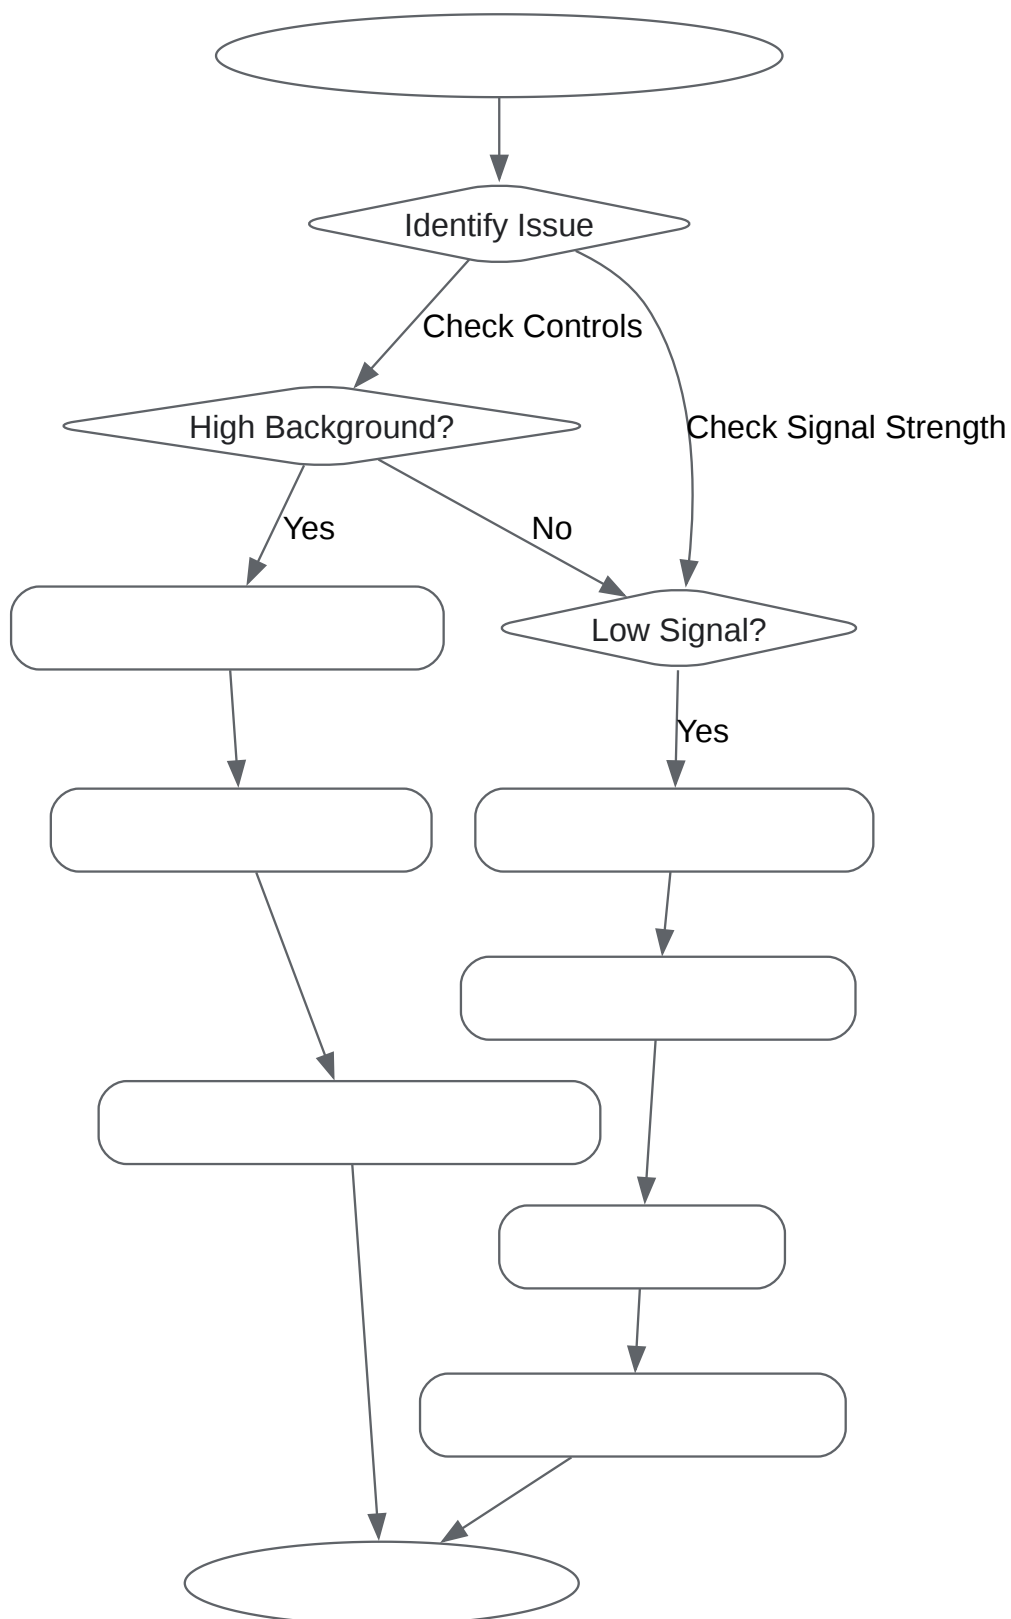 Identify Issue
Check Controls
High Background?
Check Signal Strength
Yes
No
Low Signal?
Yes